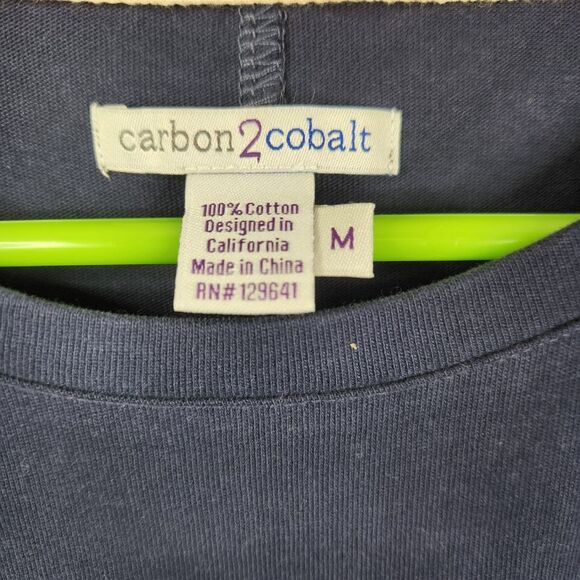 carbon2cobalt
100% Cotton
Designed in
California
Made in China
RN#129641
M